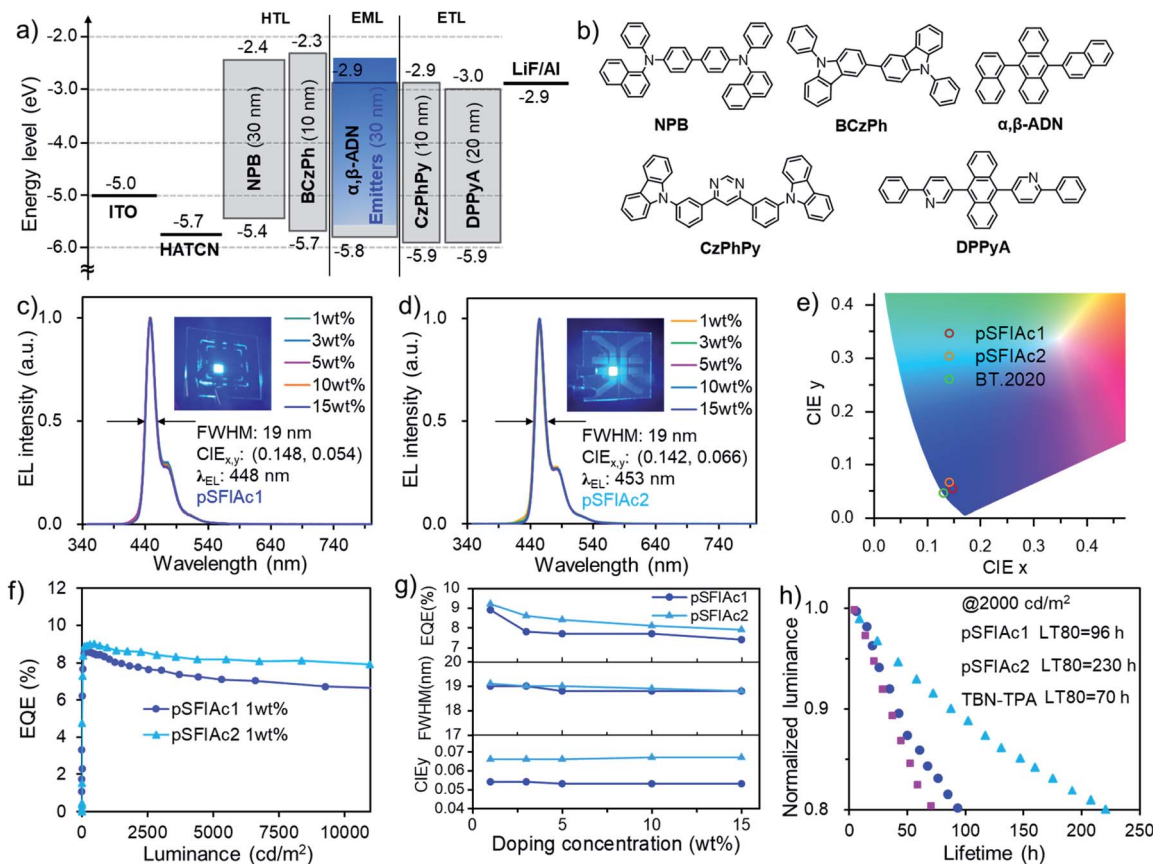 a)
HTL
EML
ETL
Energy level (eV)
-2.0
-3.0
-4.0
-5.0
-6.0
-5.0
ITO
-5.7
HATCN
-2.4
NPB (30 nm)
-5.4
-2.3
BCzPh (10 nm)
-5.7
-2.9
α,β-ADN
Emitters (30 nm)
-5.8
-2.9
CzPhPy (10 nm)
-5.9
-3.0
DPPyA (20 nm)
-5.9
LiF/Al
-2.9
b)
N
N
NPB
N
N
BCzPh
α,β-ADN
N
N
N
N
CzPhPy
N
N
DPPyA
c)
EL intensity (a.u.)
1.0
0.5
0.0
1wt%
3wt%
5wt%
10wt%
15wt%
FWHM: 19 nm
CIEx,y: (0.148, 0.054)
λEL: 448 nm
pSFIAc1
340 440 540 640 740
Wavelength (nm)
d)
EL intensity (a.u.)
1.0
0.5
0.0
1wt%
3wt%
5wt%
10wt%
15wt%
FWHM: 19 nm
CIEx,y: (0.142, 0.066)
λEL: 453 nm
pSFIAc2
340 440 540 640 740
Wavelength (nm)
e)
CIE y
0.4
0.3
0.2
0.1
0.0
pSFIAc1
pSFIAc2
BT.2020
0.0 0.1 0.2 0.3 0.4
CIE x
f)
EQE (%)
12
10
8
6
4
2
0
pSFIAc1 1wt%
pSFIAc2 1wt%
0 2500 5000 7500 10000
Luminance (cd/m²)
g)
EQE(%)
10
9
8
7
pSFIAc1
pSFIAc2
FWHM(nm)
20
19
18
17
CIEy
0.07
0.06
0.05
0.04
0 5 10 15
Doping concentration (wt%)
h)
Normalized luminance
1.0
0.9
0.8
@2000 cd/m²
pSFIAc1 LT80=96 h
pSFIAc2 LT80=230 h
TBN-TPA LT80=70 h
0 50 100 150 200 250
Lifetime (h)